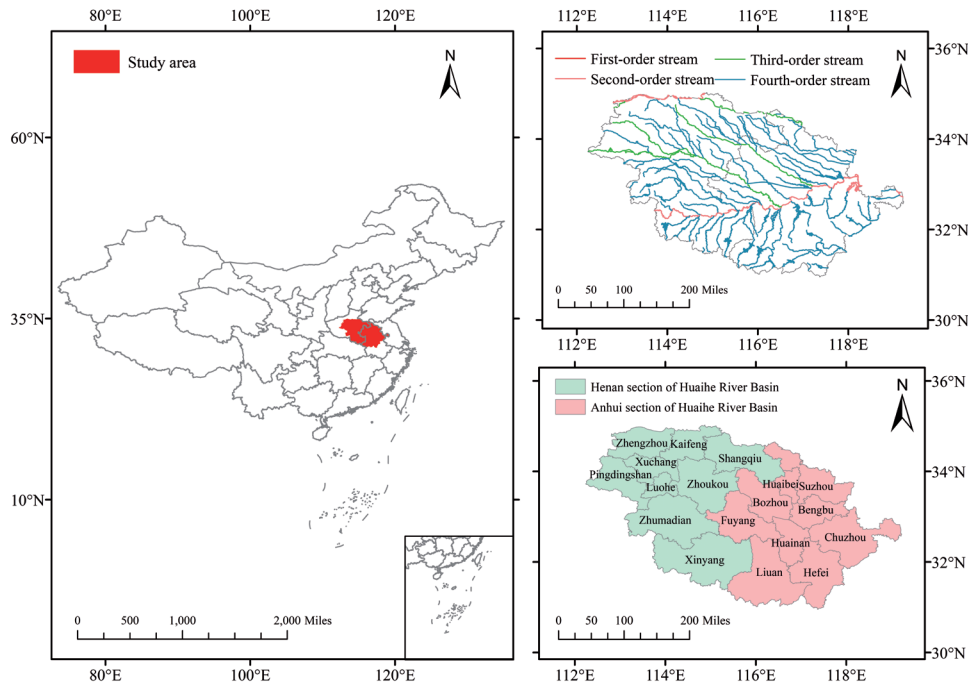 80°E 100°E 120°E
Study area
N
60°N
35°N
10°N
0 500 1,000 2,000 Miles
80°E 100°E 120°E
112°E 114°E 116°E 118°E
First-order stream Third-order stream
Second-order stream Fourth-order stream
N
36°N
34°N
32°N
30°N
0 50 100 200 Miles
112°E 114°E 116°E 118°E
Henan section of Huaihe River Basin
Anhui section of Huaihe River Basin
N
36°N
34°N
32°N
30°N
Zhengzhou Kaifeng
Xuchang Shangqiu
Pingdingshan
Luohe Zhoukou Huaibei Suzhou
Bozhou
Bengbu
Zhumadian Fuyang
Chuzhou
Huainan
Xinyang
Liuan Hefei
0 50 100 200 Miles
112°E 114°E 116°E 118°E